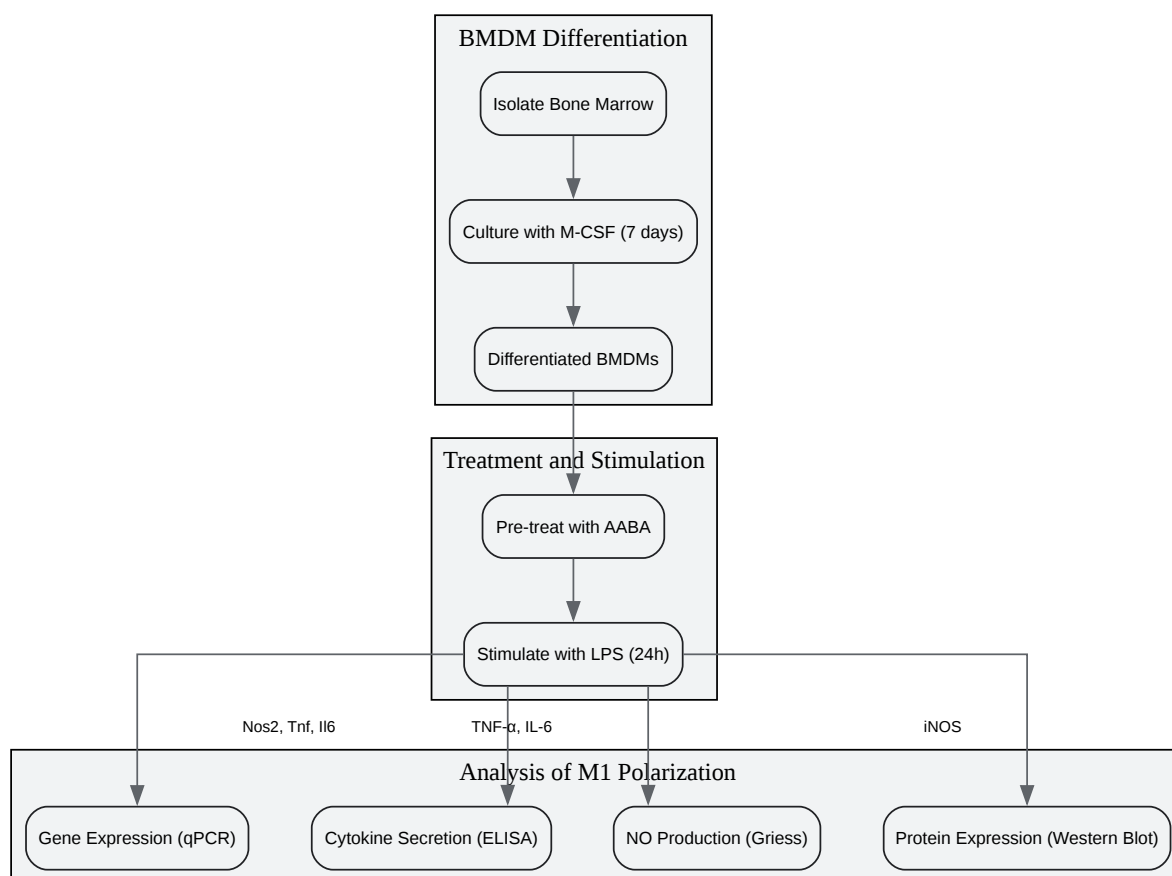 BMDM Differentiation
Isolate Bone Marrow
Culture with M-CSF (7 days)
Differentiated BMDMs
Treatment and Stimulation
Pre-treat with AABA
Stimulate with LPS (24h)
Nos2, Tnf, Il6
TNF-α, IL-6
iNOS
Analysis of M1 Polarization
Gene Expression (qPCR)
Cytokine Secretion (ELISA)
NO Production (Griess)
Protein Expression (Western Blot)